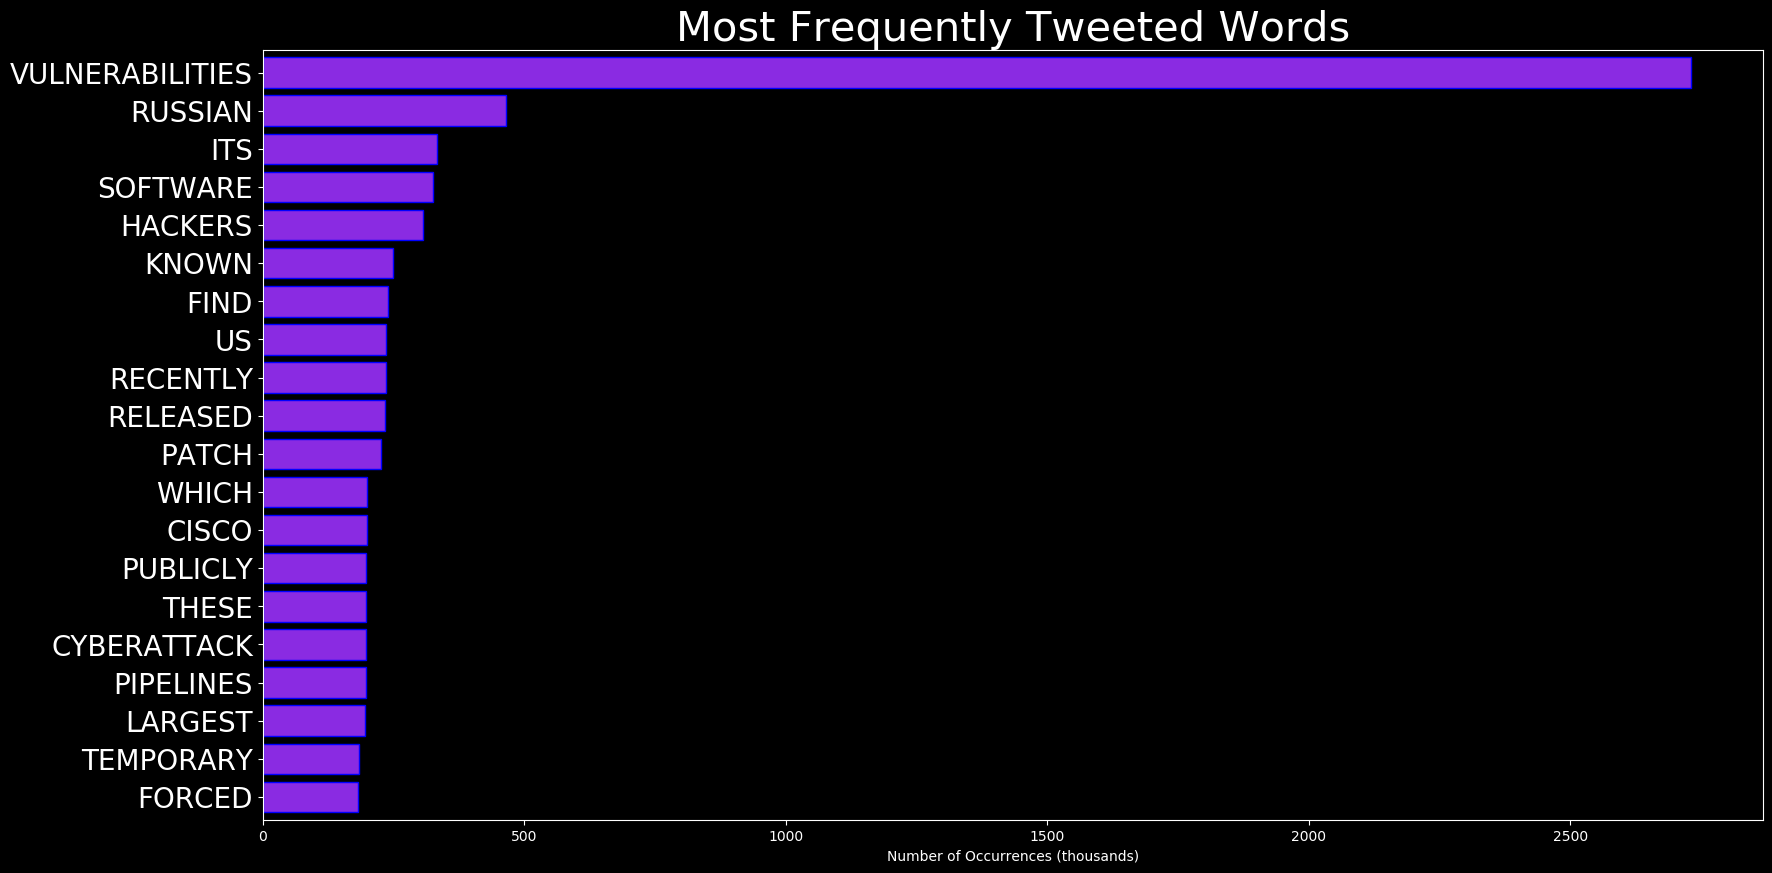 Most Frequently Tweeted Words
VULNERABILITIES
RUSSIAN
ITS
SOFTWARE
HACKERS
KNOWN
FIND
US
RECENTLY
RELEASED
PATCH
WHICH
CISCO
PUBLICLY
THESE
CYBERATTACK
PIPELINES
LARGEST
TEMPORARY
FORCED
0 500 1000 1500 2000 2500
Number of Occurrences (thousands)